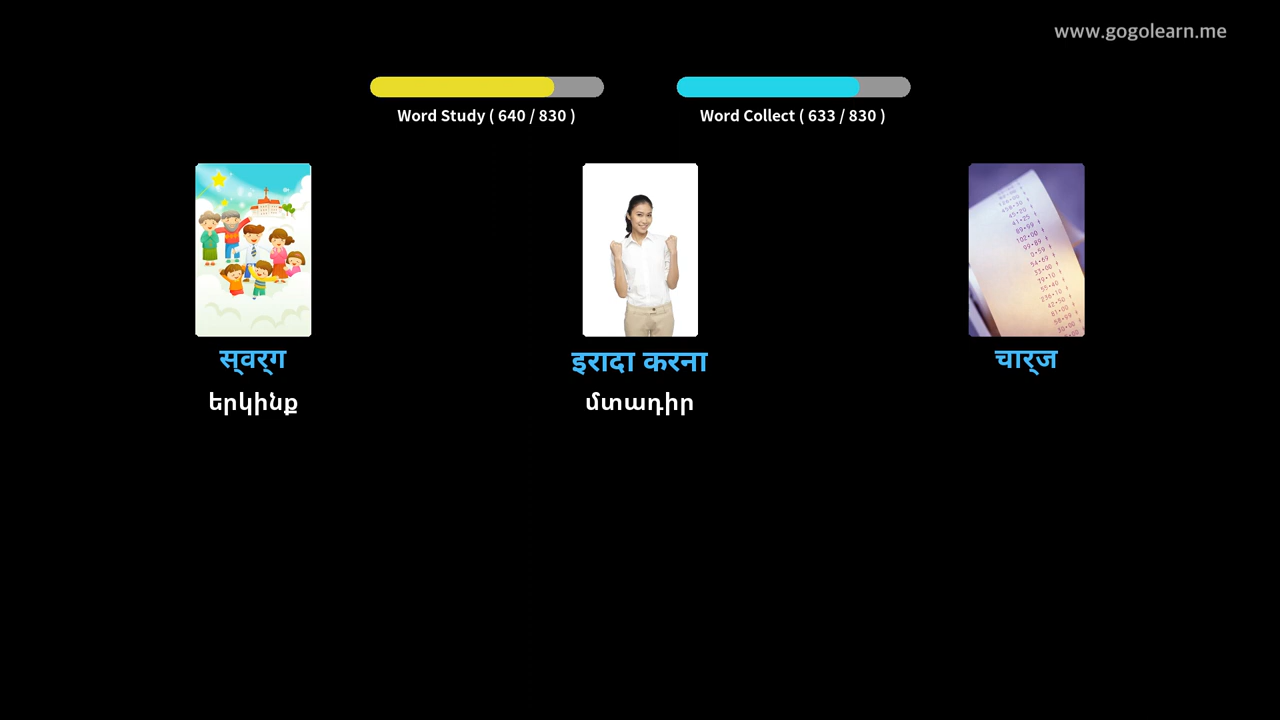 www.gogolearn.me
Word Study ( 640 / 830 )
Word Collect ( 633 / 830 )
स्वर्ग
इरादा करना
चार्ज
երկինք
մտադիր